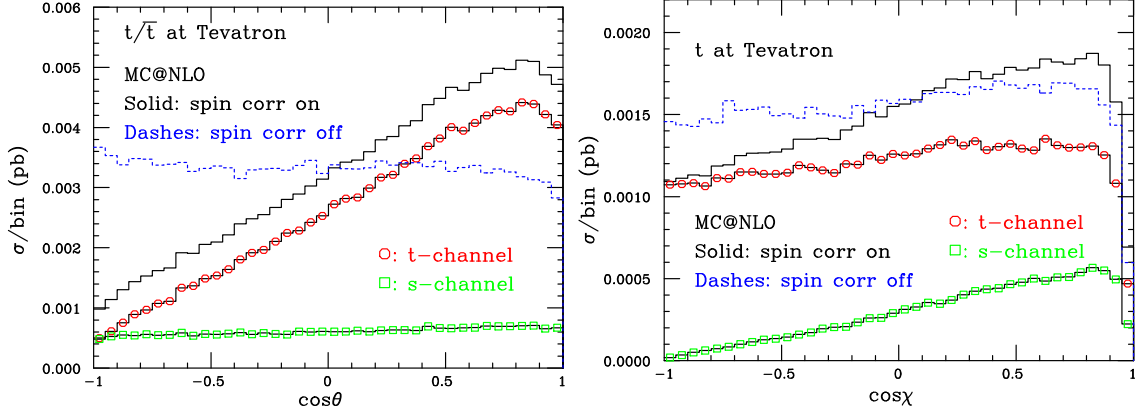 t/t̅ at Tevatron
MC@NLO
Solid: spin corr on
Dashes: spin corr off
: t-channel
: s-channel
σ/bin (pb)
0.006
0.005
0.004
0.003
0.002
0.001
0.000
-1
-0.5
0
0.5
1
cosθ
t at Tevatron
MC@NLO
Solid: spin corr on
Dashes: spin corr off
: t-channel
: s-channel
σ/bin (pb)
0.0020
0.0015
0.0010
0.0005
0.0000
-1
-0.5
0
0.5
1
cosχ